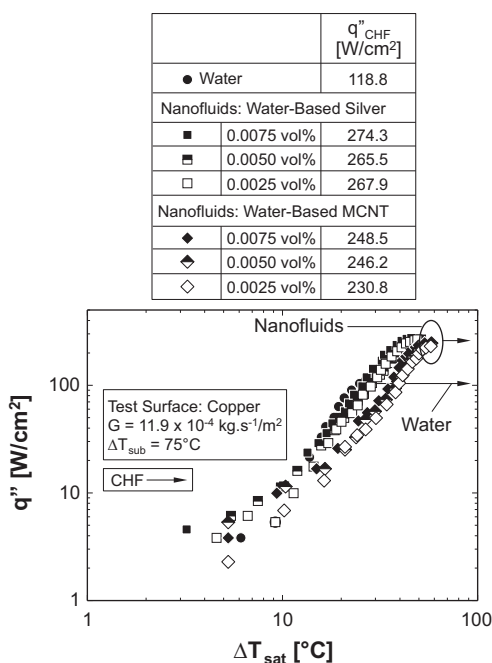 q"CHF
[W/cm²]
● Water 118.8
Nanofluids: Water-Based Silver
■ 0.0075 vol% 274.3
⬒ 0.0050 vol% 265.5
□ 0.0025 vol% 267.9
Nanofluids: Water-Based MCNT
◆ 0.0075 vol% 248.5
⬘ 0.0050 vol% 246.2
◇ 0.0025 vol% 230.8
Nanofluids
100
Test Surface: Copper
G = 11.9 x 10⁻⁴ kg.s⁻¹/m²
ΔTsub = 75°C
Water
CHF
q" [W/cm²]
10
1
1 10 100
ΔTsat [°C]